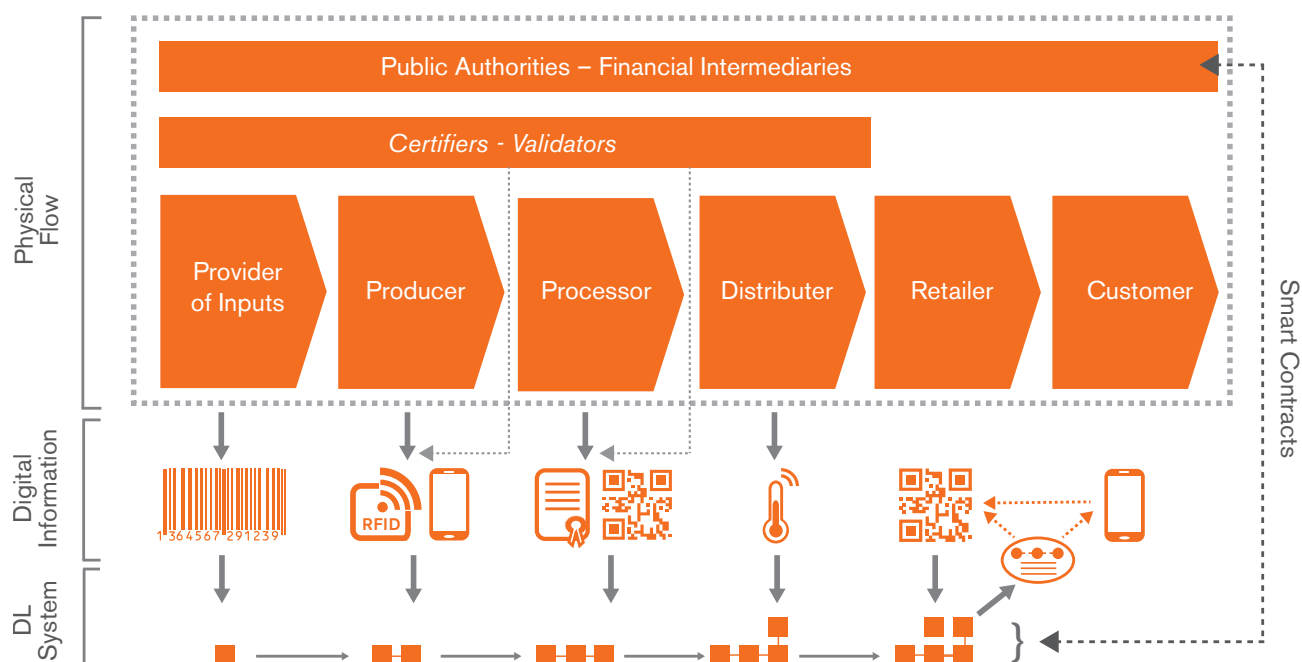 Public Authorities – Financial Intermediaries
Certifiers - Validators
Physical
Flow
Provider
of Inputs
Producer
Processor
Distributer
Retailer
Customer
Smart Contracts
Digital
Information
1 364567 291239
RFID
DL
System